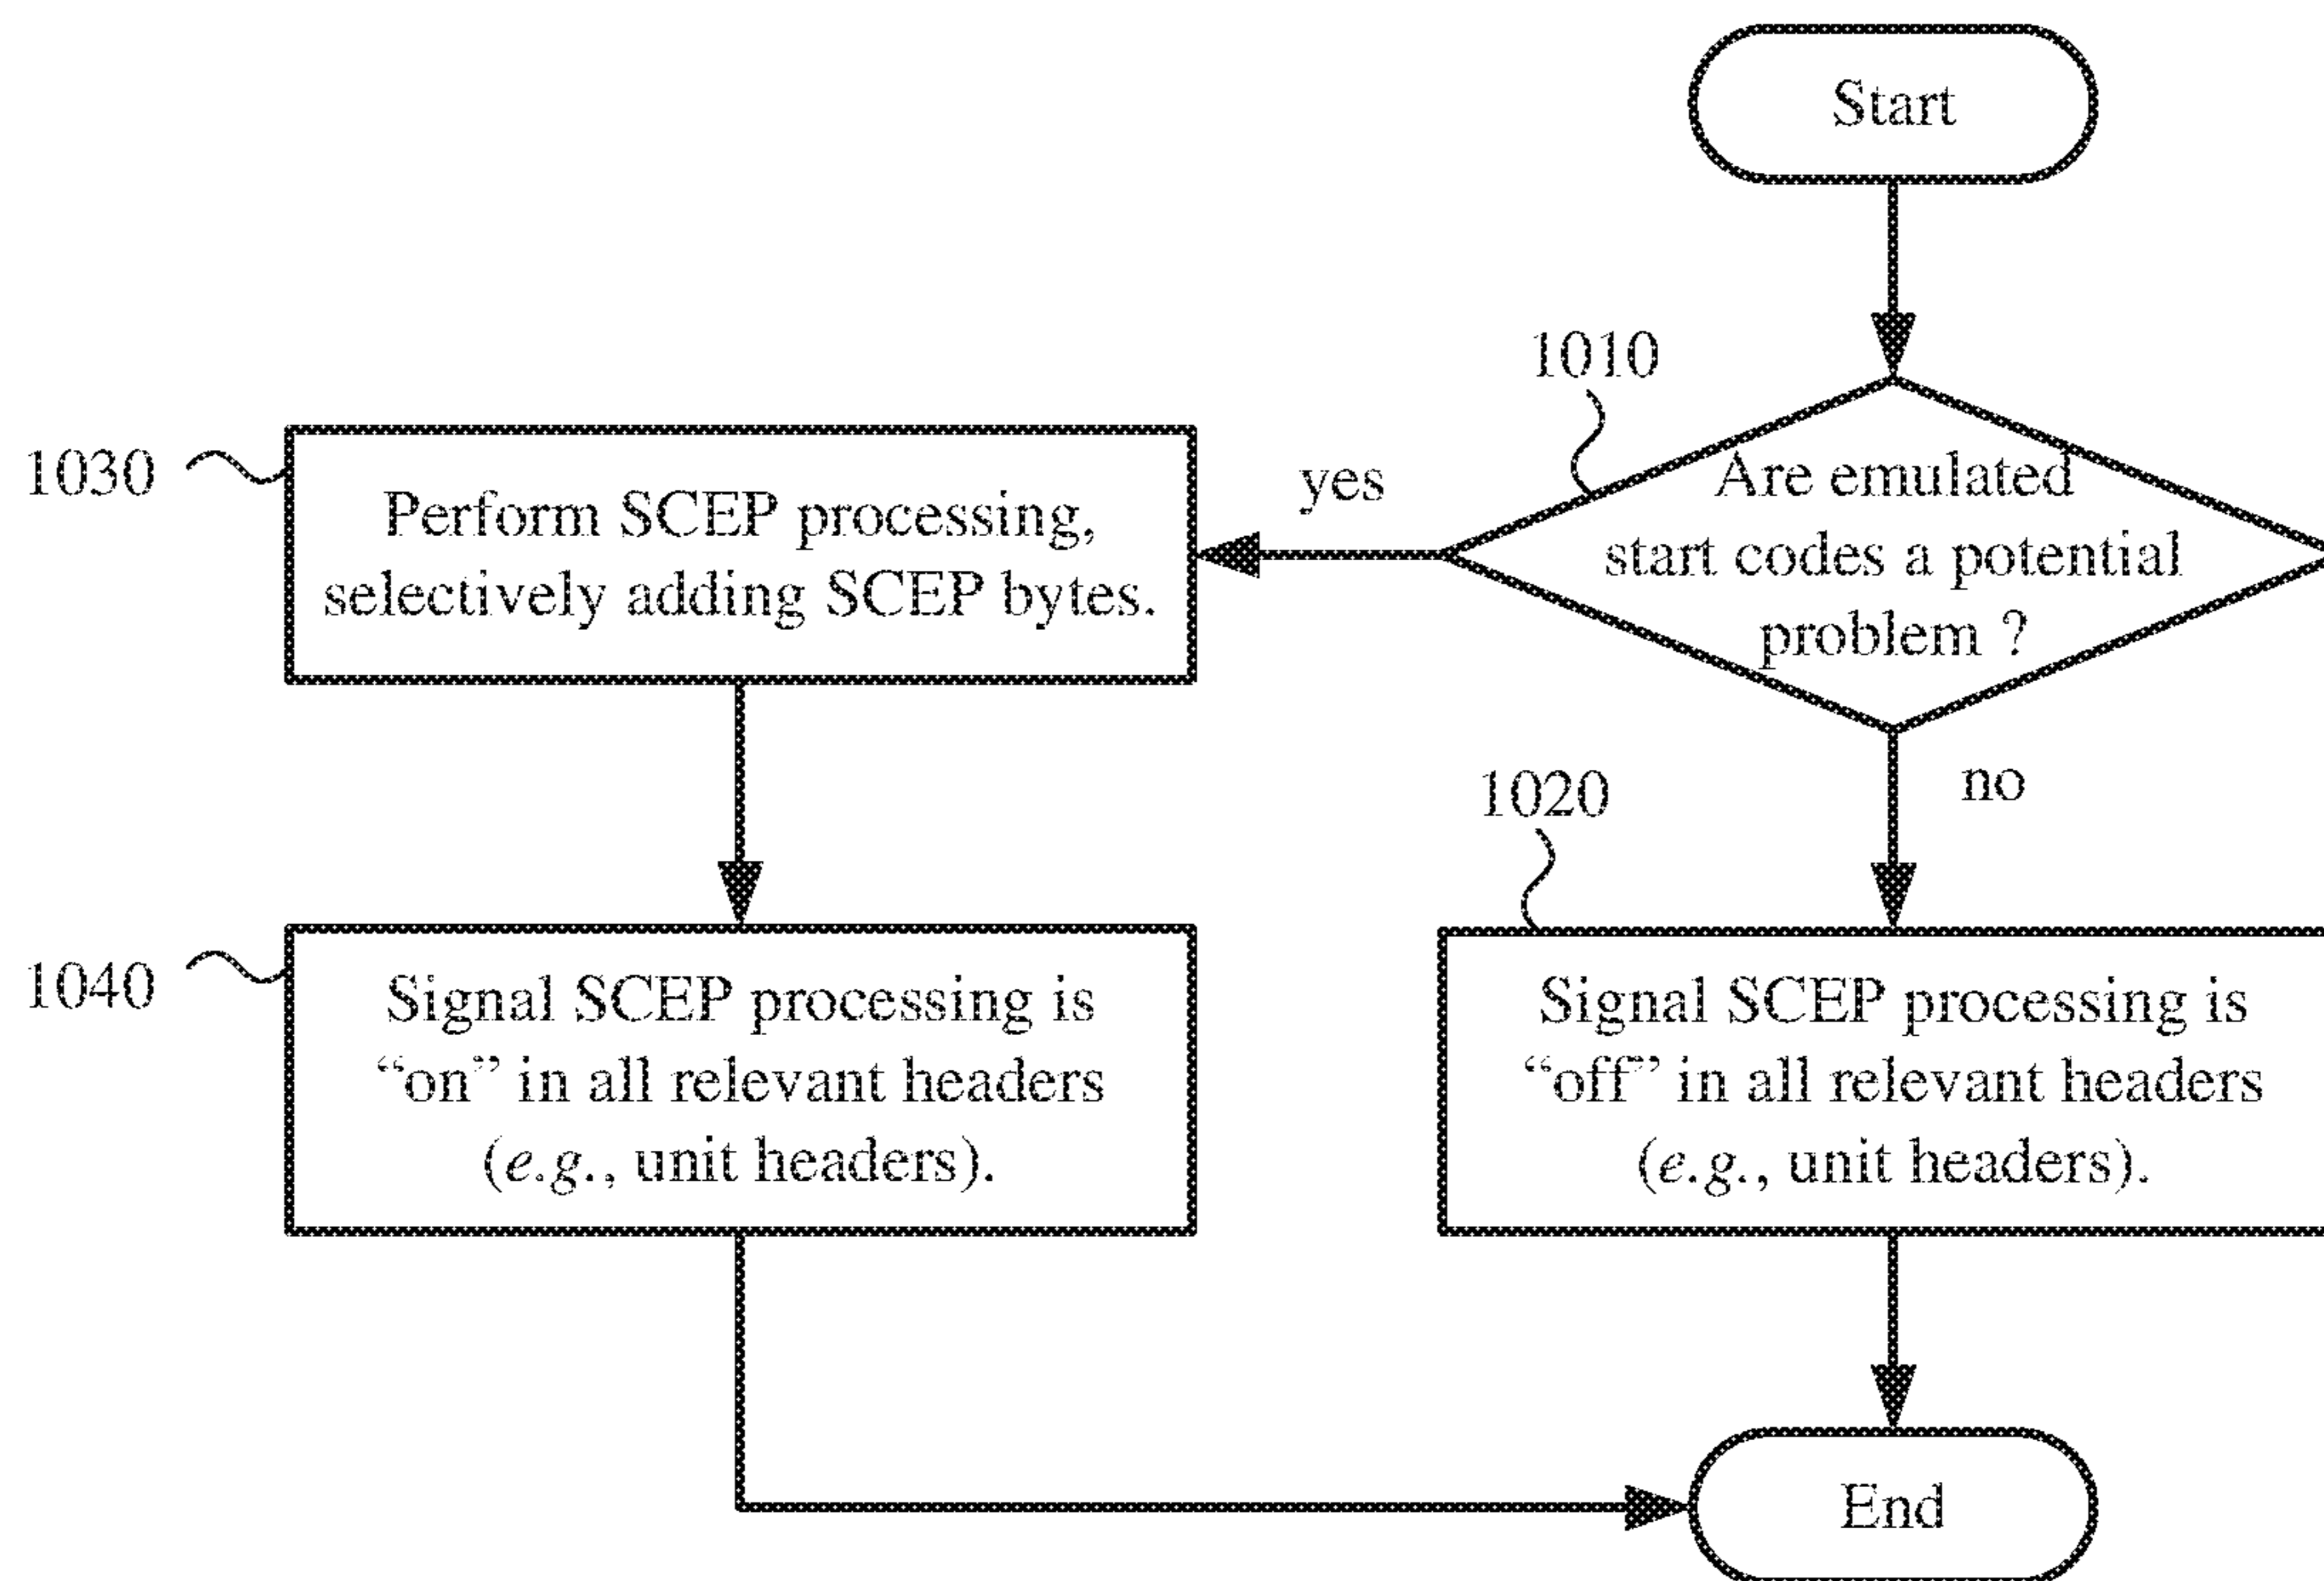 Start
1010
Are emulated
start codes a potential
problem ?
yes
no
1030
Perform SCEP processing,
selectively adding SCEP bytes.
1020
1040
Signal SCEP processing is
“on” in all relevant headers
(e.g., unit headers).
Signal SCEP processing is
“off” in all relevant headers
(e.g., unit headers).
End